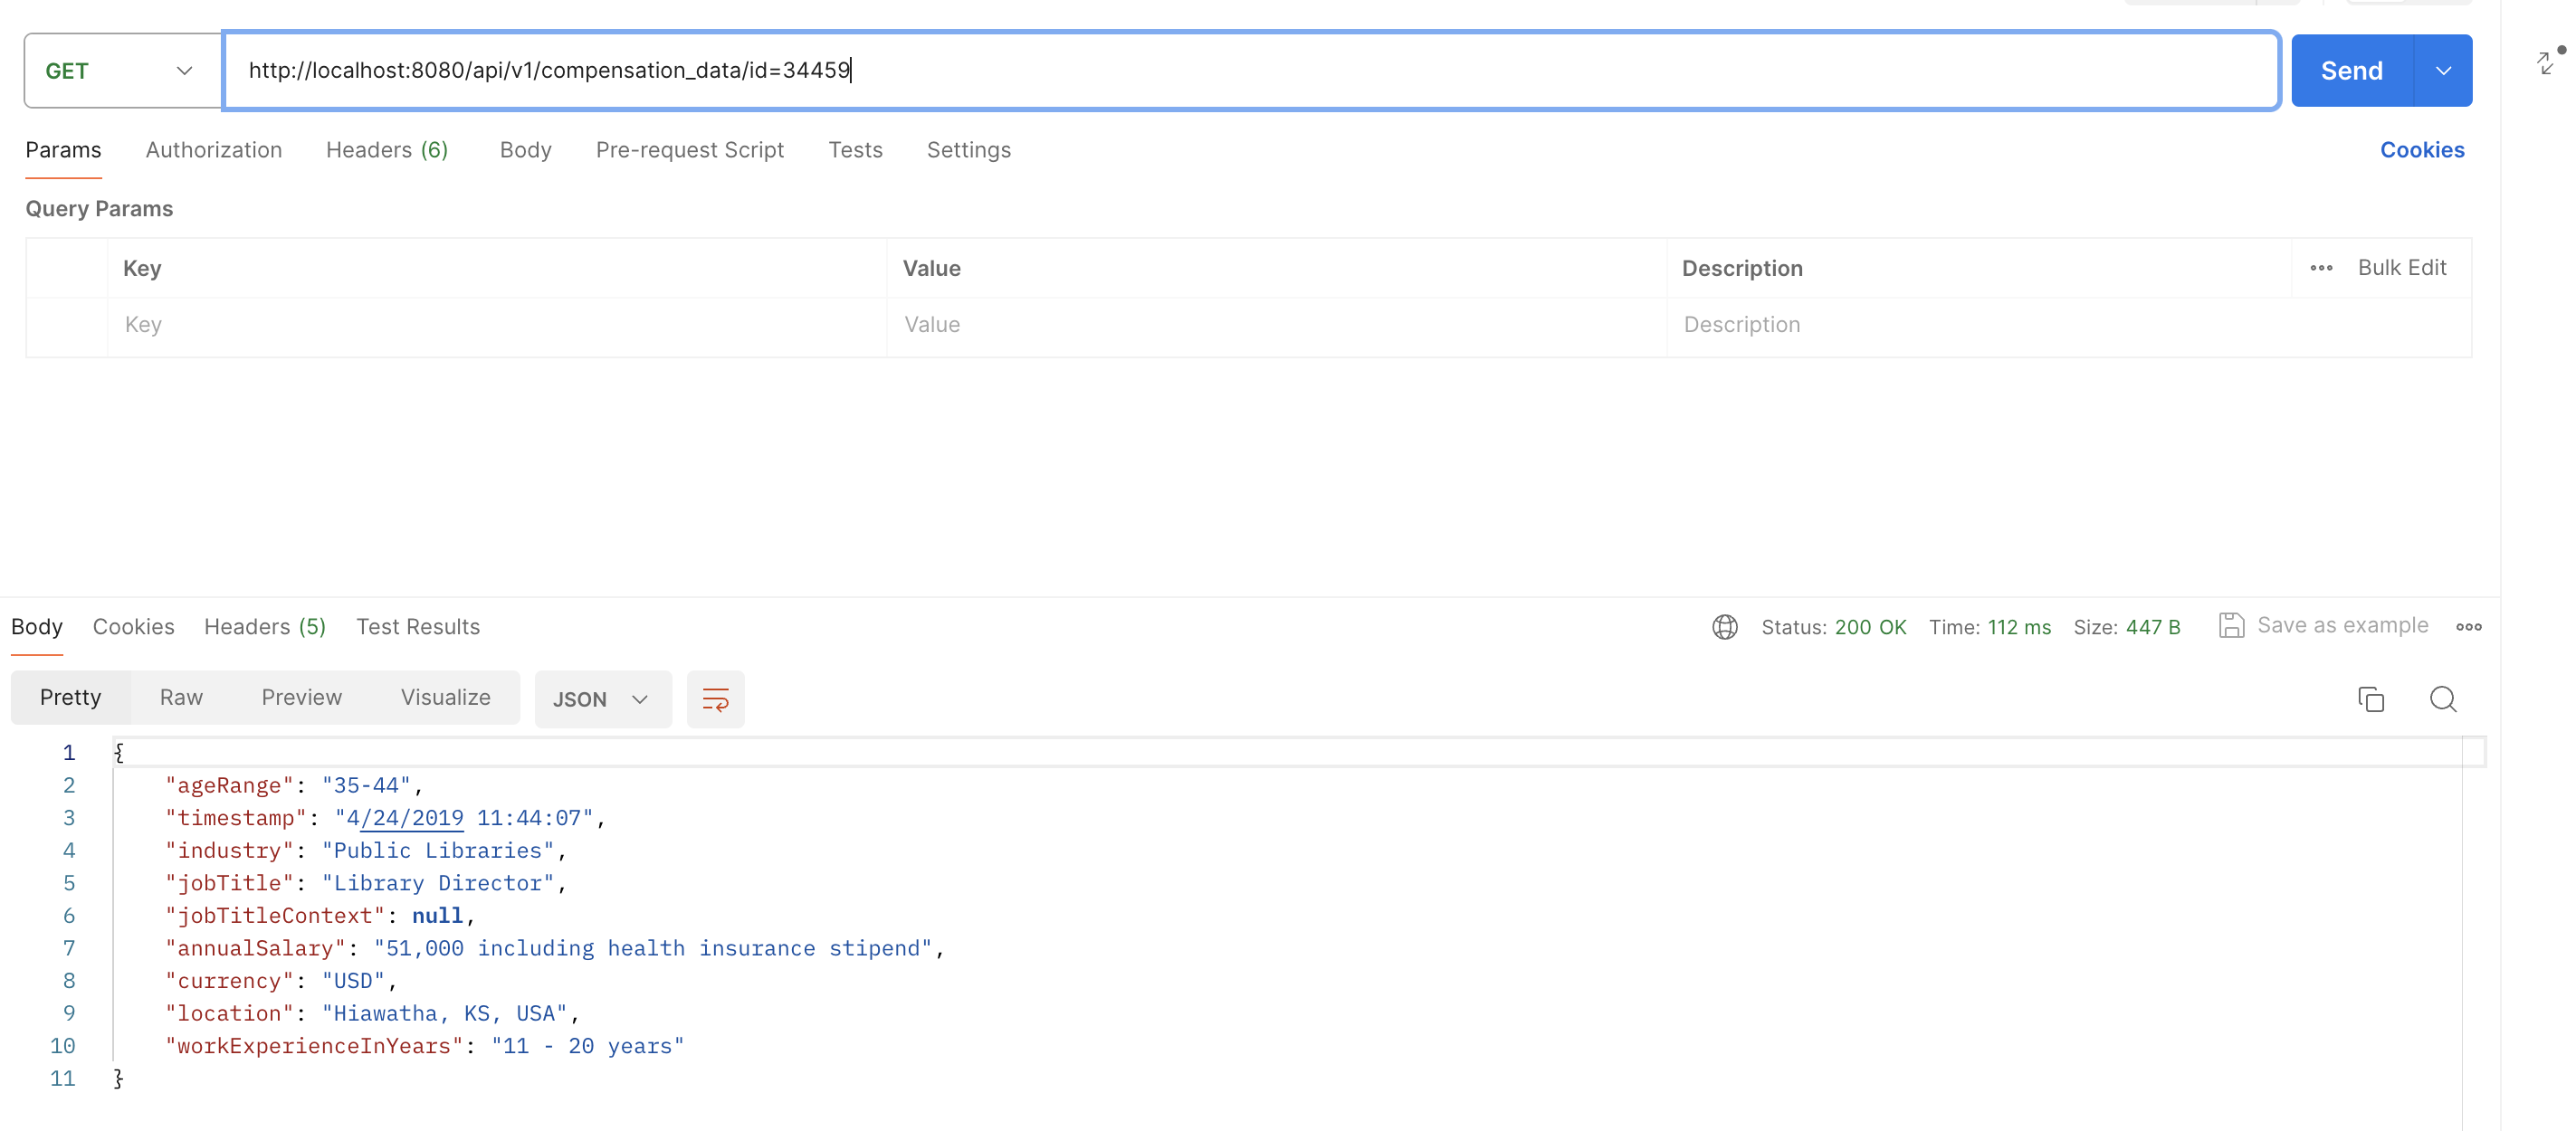 GET http://localhost:8080/api/v1/compensation_data/id=34459 Send
Params Authorization Headers (6) Body Pre-request Script Tests Settings Cookies
Query Params
Key Value Description Bulk Edit
Key Value Description
Body Cookies Headers (5) Test Results Status: 200 OK Time: 112 ms Size: 447 B Save as example
Pretty Raw Preview Visualize JSON
1 {
2 "ageRange": "35-44",
3 "timestamp": "4/24/2019 11:44:07",
4 "industry": "Public Libraries",
5 "jobTitle": "Library Director",
6 "jobTitleContext": null,
7 "annualSalary": "51,000 including health insurance stipend",
8 "currency": "USD",
9 "location": "Hiawatha, KS, USA",
10 "workExperienceInYears": "11 - 20 years"
11 }